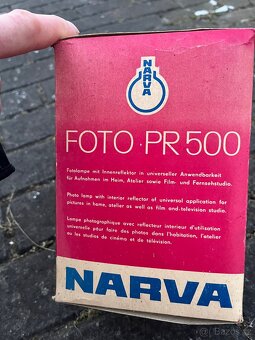 NARVA
FOTO · PR 500
Fotolampe mit Innenreflektor in universeller Anwendbarkeit
für Aufnahmen im Heim, Atelier sowie Film- und Fernsehstudio.
Photo lamp with interior reflector of universal application for
pictures in home, atelier as well as film and television studio.
Lampe photographique avec reflecteur interieur d'utilisation
universelle pour faire des photos dans l'habitation, l'atelier
ou les studios de cinéma et de télévision.
NARVA